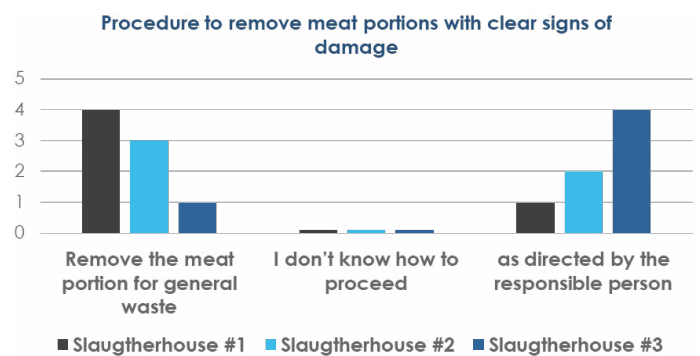 Procedure to remove meat portions with clear signs of
damage
5
4
3
2
1
0
Remove the meat
portion for general
waste
I don't know how to
proceed
as directed by the
responsible person
Slaugtherhouse #1
Slaugtherhouse #2
Slaugtherhouse #3